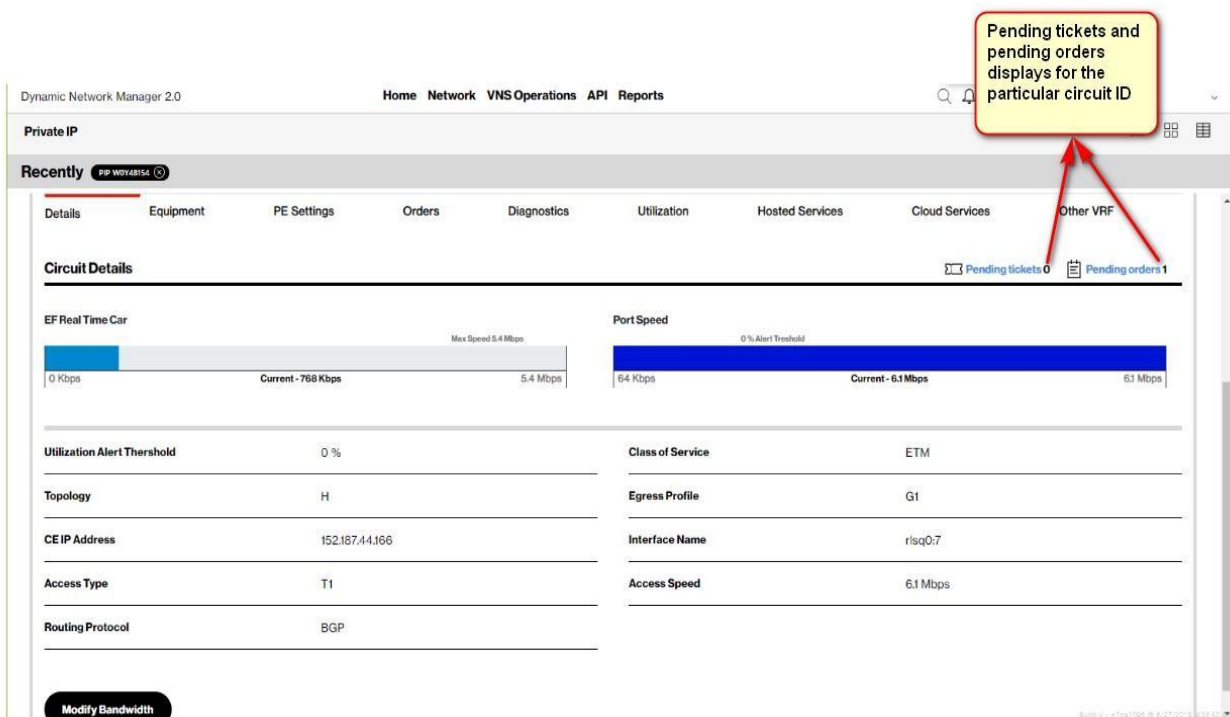 Pending tickets and
pending orders
displays for the
particular circuit ID
Dynamic Network Manager 2.0
Home Network VNS Operations API Reports
Private IP
Recently PIP W0Y48154
Details Equipment PE Settings Orders Diagnostics Utilization Hosted Services Cloud Services Other VRF
Circuit Details
Pending tickets 0 Pending orders 1
EF Real Time Car
Max Speed 5.4 Mbps
0 Kbps Current - 768 Kbps 5.4 Mbps
Port Speed
0 % Alert Treshold
64 Kbps Current - 6.1 Mbps 6.1 Mbps
Utilization Alert Thershold 0 %
Class of Service ETM
Topology H
Egress Profile G1
CE IP Address 152.187.44.166
Interface Name rlsq0:7
Access Type T1
Access Speed 6.1 Mbps
Routing Protocol BGP
Modify Bandwidth